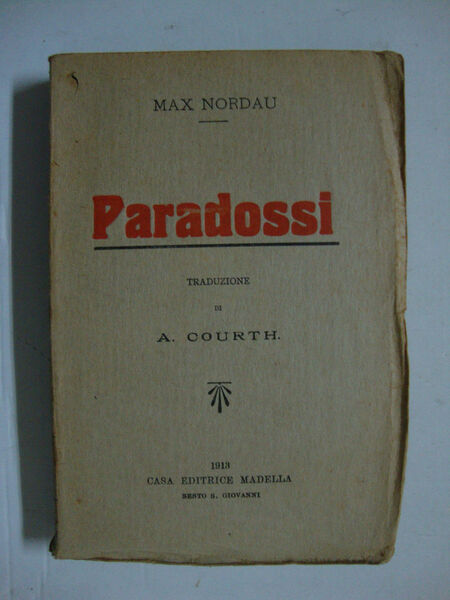 MAX NORDAU
Paradossi
TRADUZIONE
DI
A. COURTH.
1913
CASA EDITRICE MADELLA
SESTO S. GIOVANNI